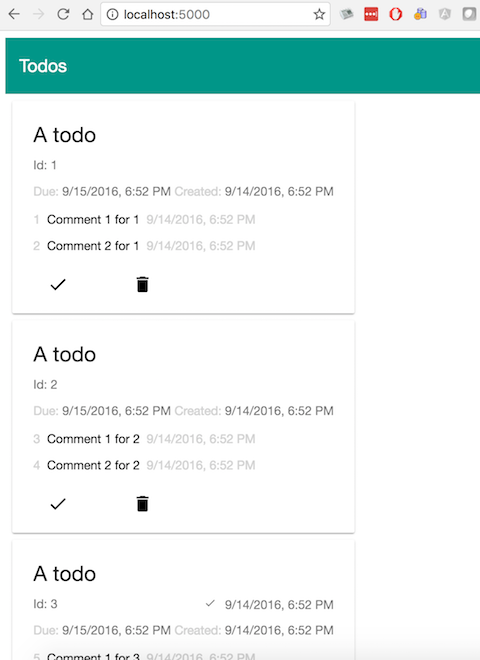 localhost:5000
Todos
A todo
Id: 1
Due: 9/15/2016, 6:52 PM Created: 9/14/2016, 6:52 PM
1 Comment 1 for 1 9/14/2016, 6:52 PM
2 Comment 2 for 1 9/14/2016, 6:52 PM
A todo
Id: 2
Due: 9/15/2016, 6:52 PM Created: 9/14/2016, 6:52 PM
3 Comment 1 for 2 9/14/2016, 6:52 PM
4 Comment 2 for 2 9/14/2016, 6:52 PM
A todo
Id: 3 9/14/2016, 6:52 PM
Due: 9/15/2016, 6:52 PM Created: 9/14/2016, 6:52 PM
5 Comment 1 for 3 9/14/2016, 6:52 PM